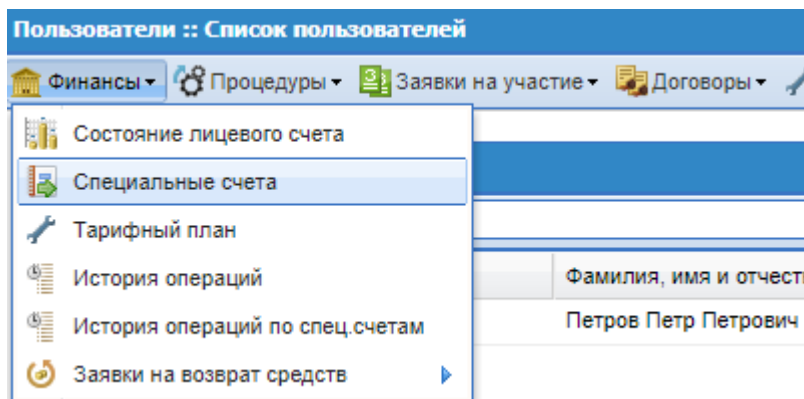 Пользователи :: Список пользователей
Финансы Процедуры Заявки на участие Договоры
Состояние лицевого счета
Специальные счета
Тарифный план
История операций
Фамилия, имя и отчест
История операций по спец.счетам
Петров Петр Петрович
Заявки на возврат средств